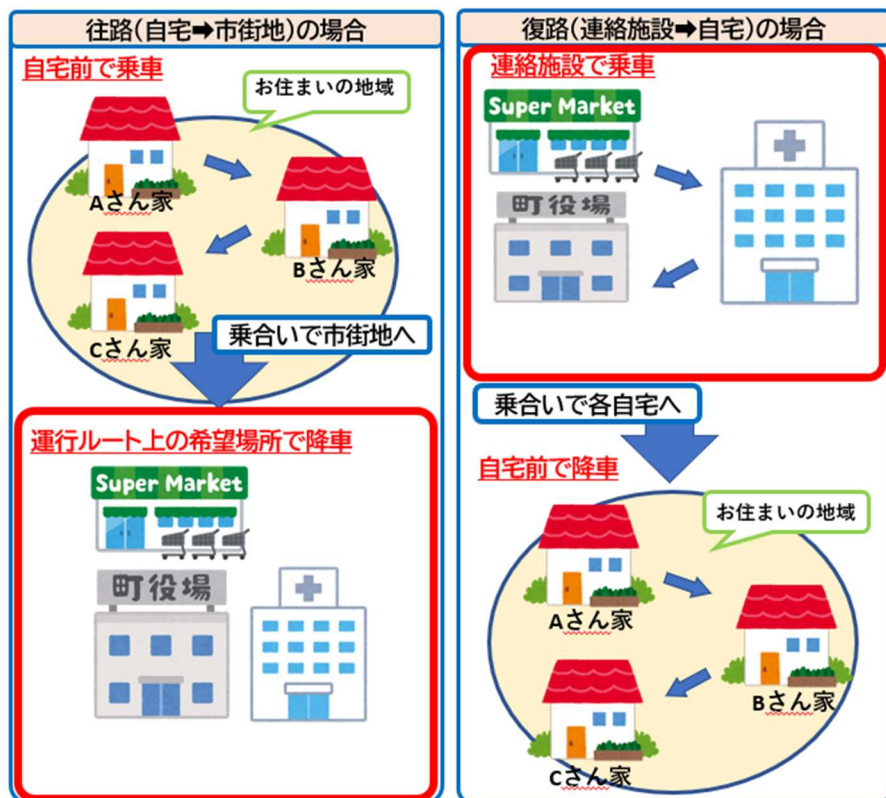 往路(自宅➡市街地)の場合
自宅前で乗車
お住まいの地域
Aさん家
Bさん家
Cさん家
乗合いで市街地へ
運行ルート上の希望場所で降車
Super Market
町役場
復路(連絡施設➡自宅)の場合
連絡施設で乗車
Super Market
町役場
乗合いで各自宅へ
自宅前で降車
お住まいの地域
Aさん家
Bさん家
Cさん家